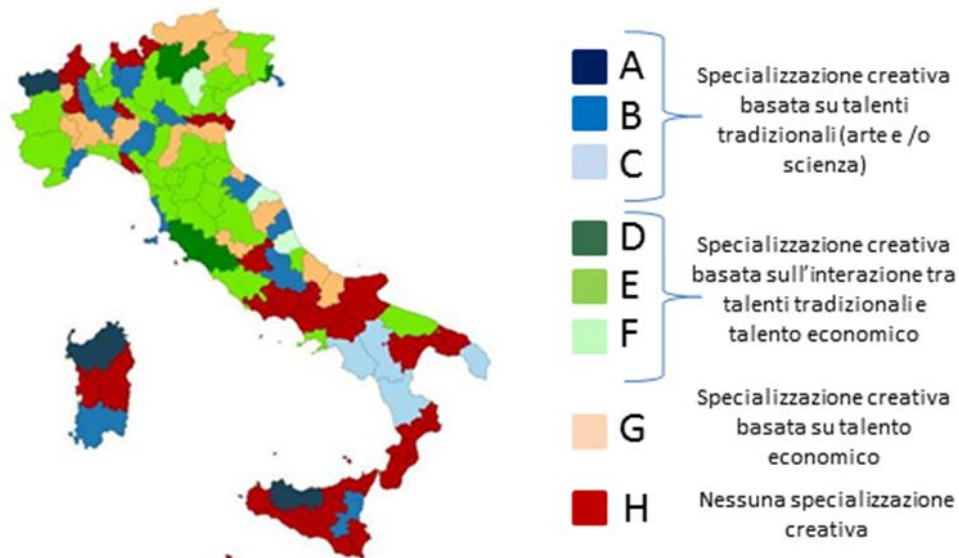 A
B
C
Specializzazione creativa
basata su talenti
tradizionali (arte e /o
scienza)
D
E
F
Specializzazione creativa
basata sull'interazione tra
talenti tradizionali e
talento economico
G
Specializzazione creativa
basata su talento
economico
H
Nessuna specializzazione
creativa